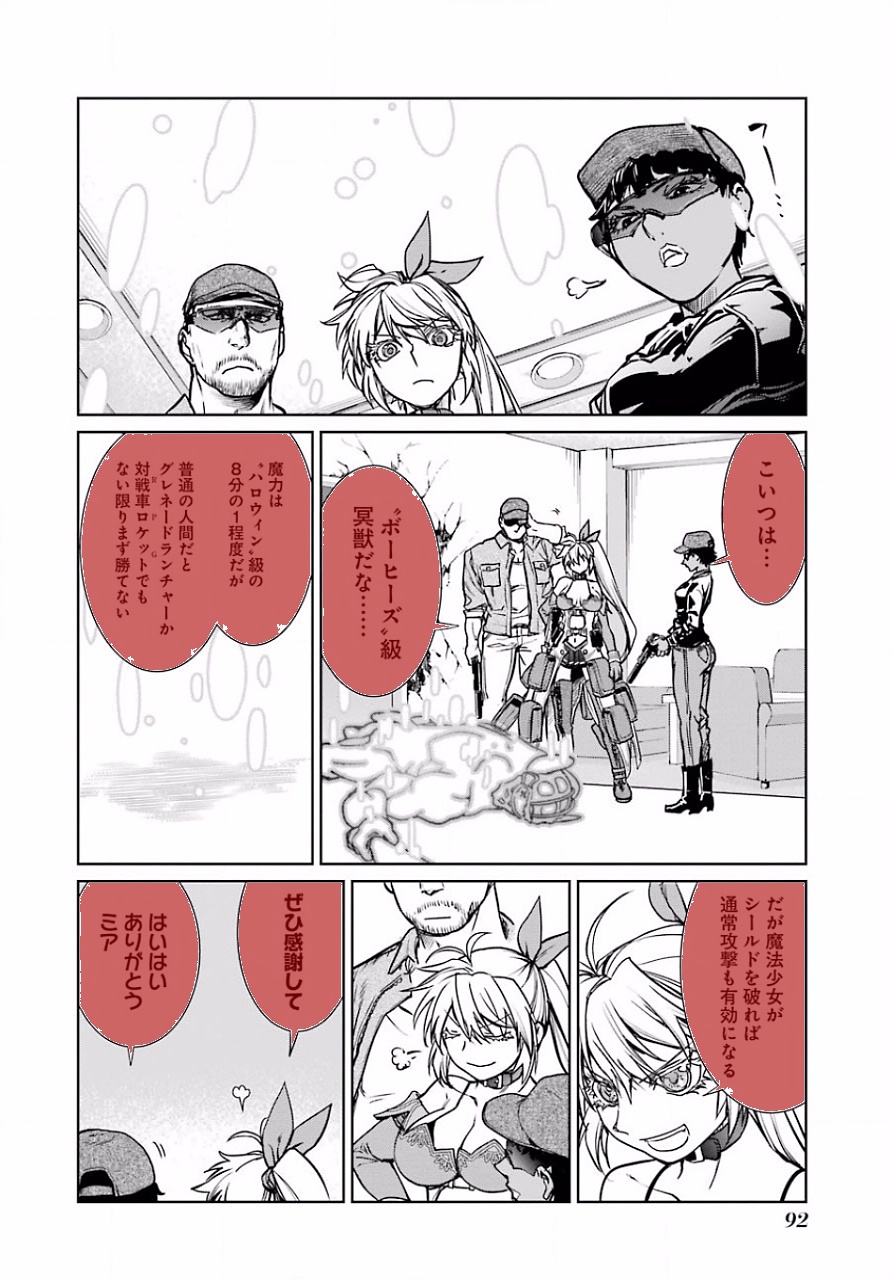 こいつは…
〝ボーヒーズ〟級
冥獣だな……
魔力は
〝ハロウィン〟級の
8分の1程度だが
普通の人間だと
グレネードランチャーか
対戦車ロケットでも
RPG
ない限りまず勝てない
だが魔法少女が
シールドを破れば
通常攻撃も有効になる
ぜひ感謝して
はいはい
ありがとう
ミア
92